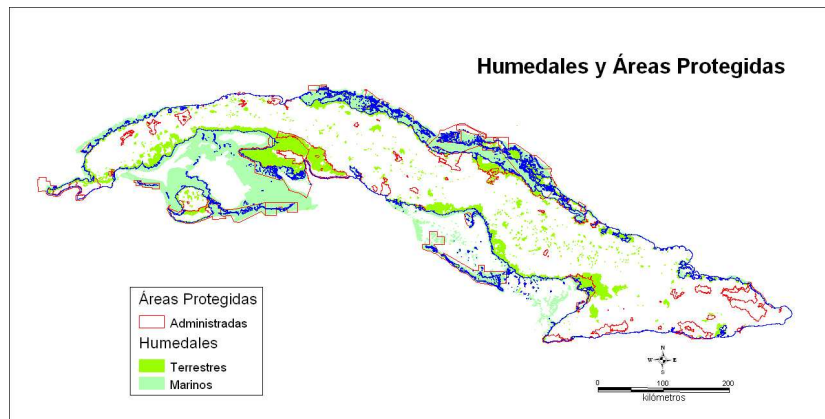 Humedales y Áreas Protegidas
Áreas Protegidas
Administradas
Humedales
Terrestres
Marinos
N
W E
S
0 100 200
kilómetros